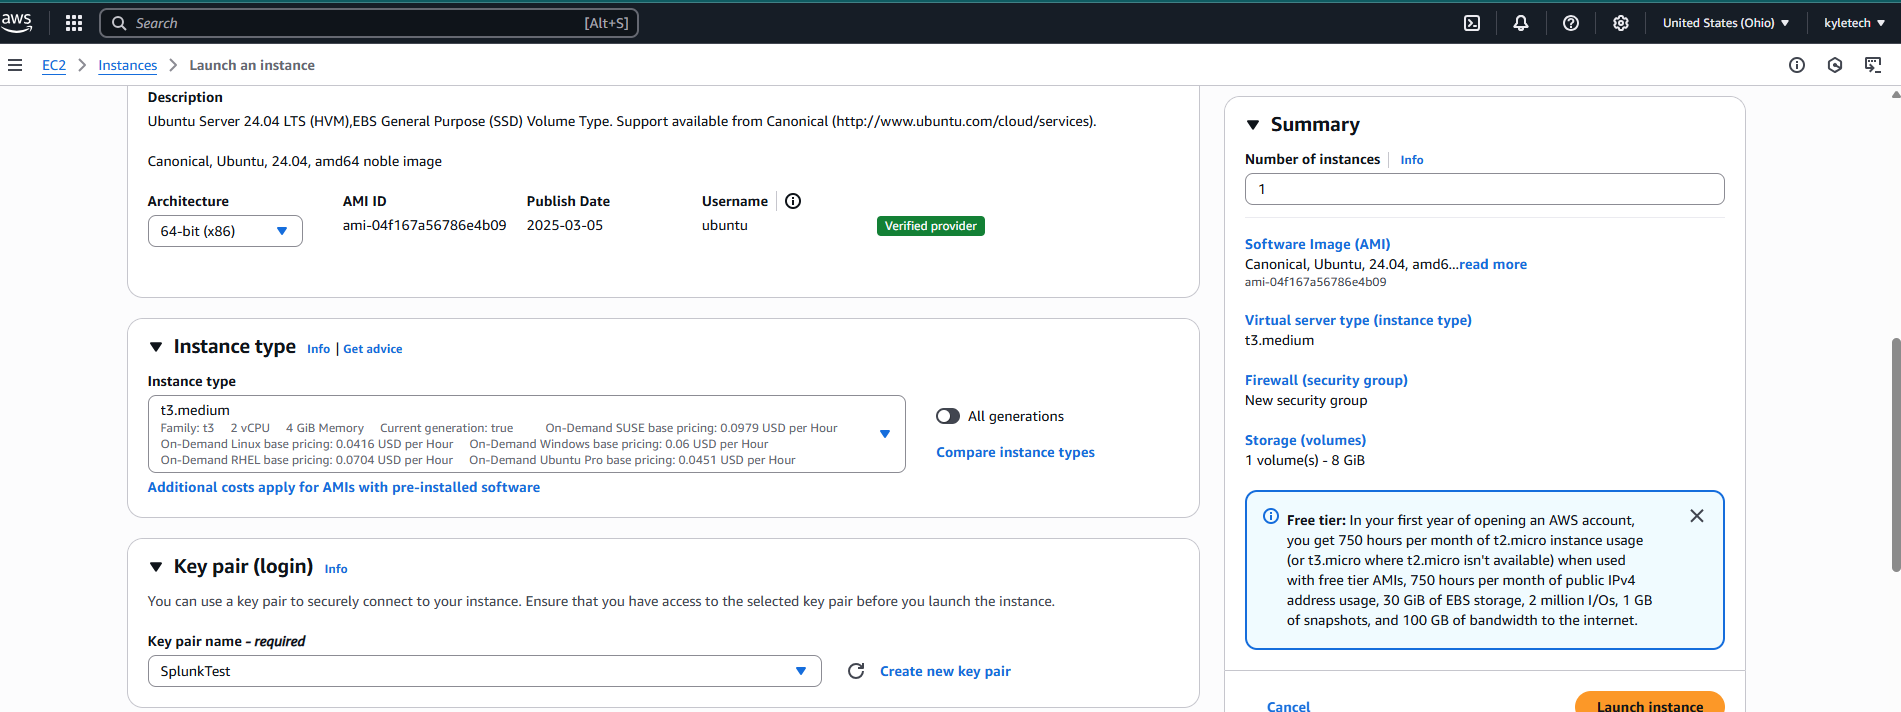 aws
Search
[Alt+S]
United States (Ohio)
kyletech
EC2
Instances
Launch an instance
Description
Ubuntu Server 24.04 LTS (HVM),EBS General Purpose (SSD) Volume Type. Support available from Canonical (http://www.ubuntu.com/cloud/services).
Canonical, Ubuntu, 24.04, amd64 noble image
Architecture
64-bit (x86)
AMI ID
ami-04f167a56786e4b09
Publish Date
2025-03-05
Username
ubuntu
Verified provider
Instance type
Info | Get advice
Instance type
t3.medium
Family: t3 2 vCPU 4 GiB Memory Current generation: true On-Demand SUSE base pricing: 0.0979 USD per Hour
On-Demand Linux base pricing: 0.0416 USD per Hour On-Demand Windows base pricing: 0.06 USD per Hour
On-Demand RHEL base pricing: 0.0704 USD per Hour On-Demand Ubuntu Pro base pricing: 0.0451 USD per Hour
All generations
Compare instance types
Additional costs apply for AMIs with pre-installed software
Key pair (login)
Info
You can use a key pair to securely connect to your instance. Ensure that you have access to the selected key pair before you launch the instance.
Key pair name - required
SplunkTest
Create new key pair
Summary
Number of instances
Info
1
Software Image (AMI)
Canonical, Ubuntu, 24.04, amd6...read more
ami-04f167a56786e4b09
Virtual server type (instance type)
t3.medium
Firewall (security group)
New security group
Storage (volumes)
1 volume(s) - 8 GiB
Free tier: In your first year of opening an AWS account,
you get 750 hours per month of t2.micro instance usage
(or t3.micro where t2.micro isn't available) when used
with free tier AMIs, 750 hours per month of public IPv4
address usage, 30 GiB of EBS storage, 2 million I/Os, 1 GB
of snapshots, and 100 GB of bandwidth to the internet.
Cancel
Launch instance